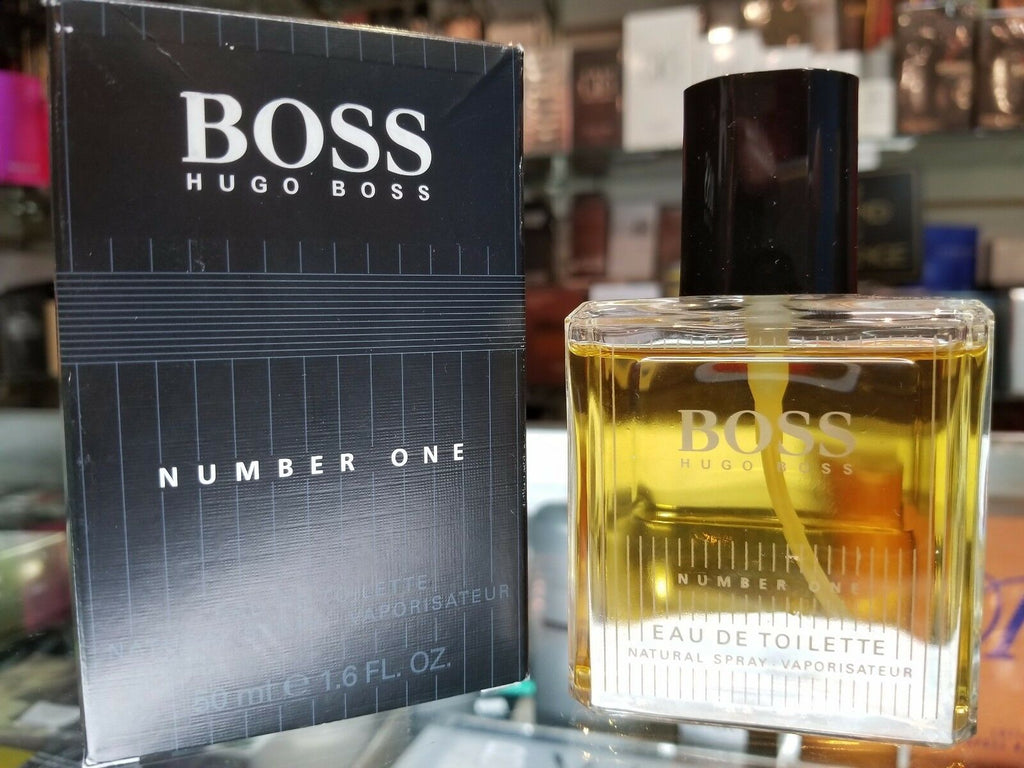 BOSS
HUGO BOSS
NUMBER ONE
VAPORISATEUR
50 ml e 1.6 FL. OZ.
BOSS
HUGO BOSS
NUMBER ONE
EAU DE TOILETTE
NATURAL SPRAY . VAPORISATEUR